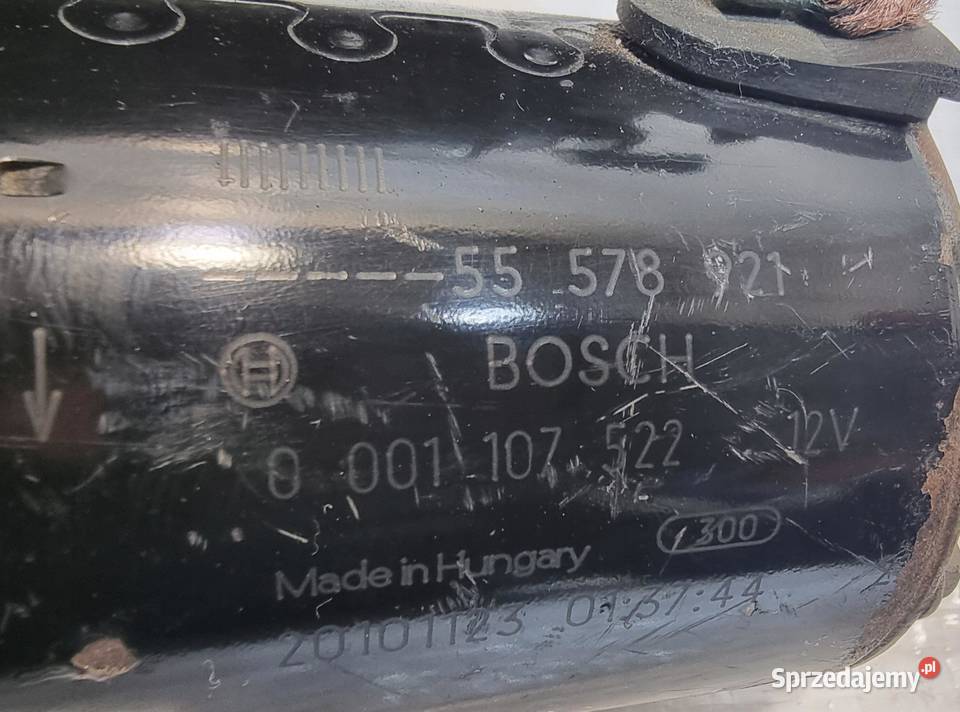 -----55 578 921
BOSCH
0 001 107 522 12V
300
Made in Hungary
20101123 01:37:44
Sprzedajemy.pl